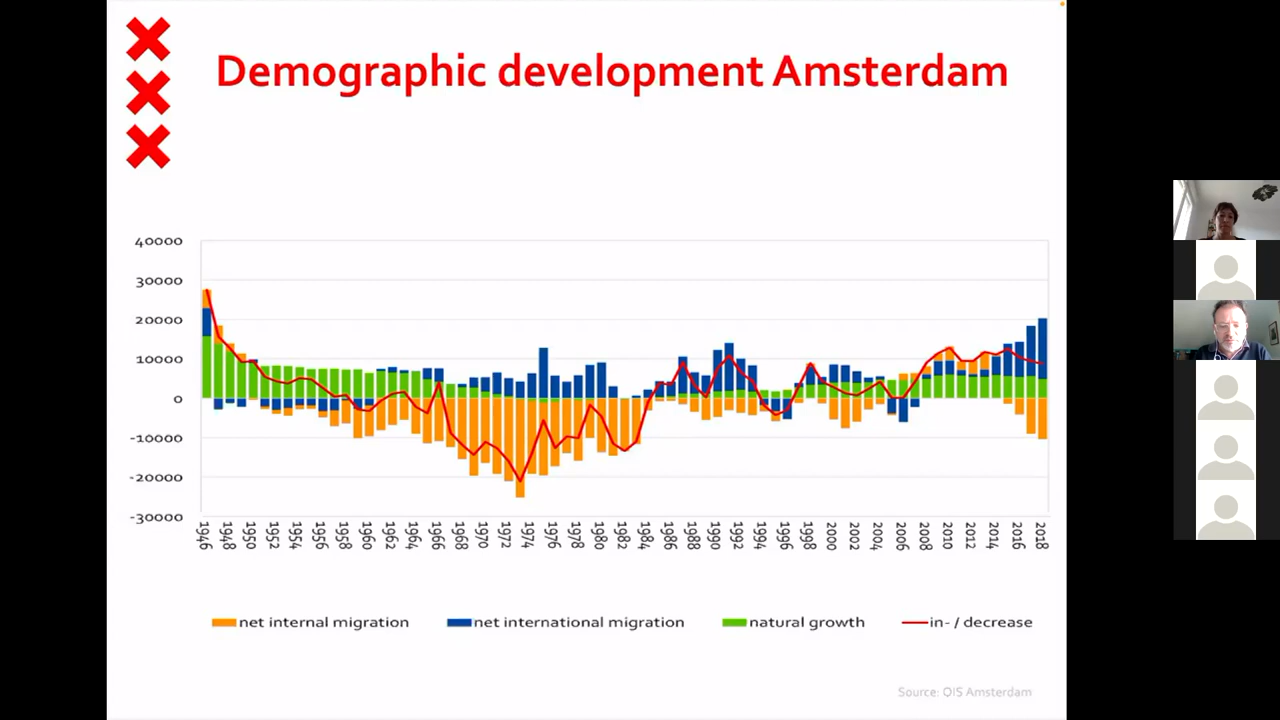 Demographic development Amsterdam
40000
30000
20000
10000
0
-10000
-20000
-30000
1946 1948 1950 1952 1954 1956 1958 1960 1962 1964 1966 1968 1970 1972 1974 1976 1978 1980 1982 1984 1986 1988 1990 1992 1994 1996 1998 2000 2002 2004 2006 2008 2010 2012 2014 2016 2018
net internal migration net international migration natural growth in- / decrease
Source: OIS Amsterdam